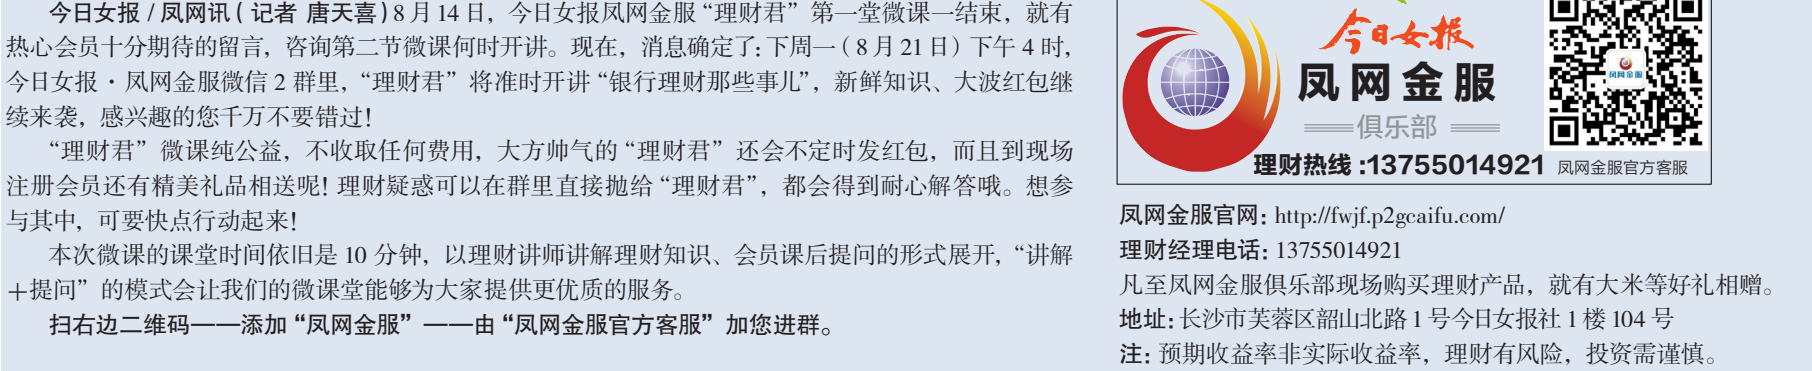 今日女报 / 凤网讯 ( 记者 唐天喜 ) 8 月 14 日，今日女报凤网金服“理财君”第一堂微课一结束，就有
热心会员十分期待的留言，咨询第二节微课何时开讲。现在，消息确定了: 下周一（ 8 月 21 日）下午 4 时，
今日女报・凤网金服微信 2 群里，“理财君”将准时开讲“银行理财那些事儿”，新鲜知识、大波红包继
续来袭，感兴趣的您千万不要错过!
“理财君”微课纯公益，不收取任何费用，大方帅气的“理财君”还会不定时发红包，而且到现场
注册会员还有精美礼品相送呢! 理财疑惑可以在群里直接抛给“理财君”，都会得到耐心解答哦。想参
与其中，可要快点行动起来!
本次微课的课堂时间依旧是 10 分钟，以理财讲师讲解理财知识、会员课后提问的形式展开，“讲解
+提问”的模式会让我们的微课堂能够为大家提供更优质的服务。
扫右边二维码——添加“凤网金服”——由“凤网金服官方客服”加您进群。
今日女报
凤网金服
俱乐部
理财热线 :13755014921
凤网金服
凤网金服官方客服
凤网金服官网: http://fwjf.p2gcaifu.com/
理财经理电话: 13755014921
凡至凤网金服俱乐部现场购买理财产品，就有大米等好礼相赠。
地址: 长沙市芙蓉区韶山北路 1 号今日女报社 1 楼 104 号
注: 预期收益率非实际收益率，理财有风险，投资需谨慎。